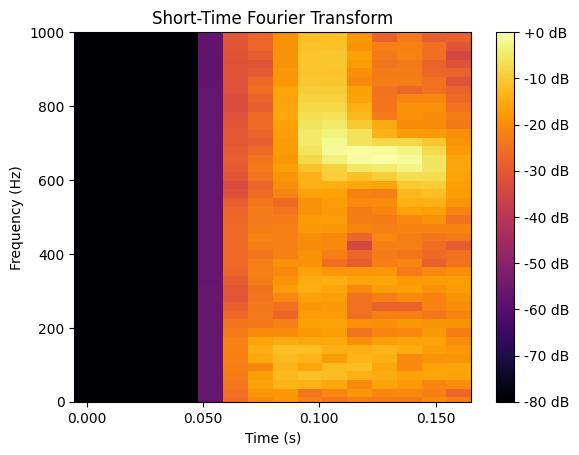 Short-Time Fourier Transform
Frequency (Hz)
1000
800
600
400
200
0
0.000
0.050
0.100
0.150
Time (s)
+0 dB
-10 dB
-20 dB
-30 dB
-40 dB
-50 dB
-60 dB
-70 dB
-80 dB